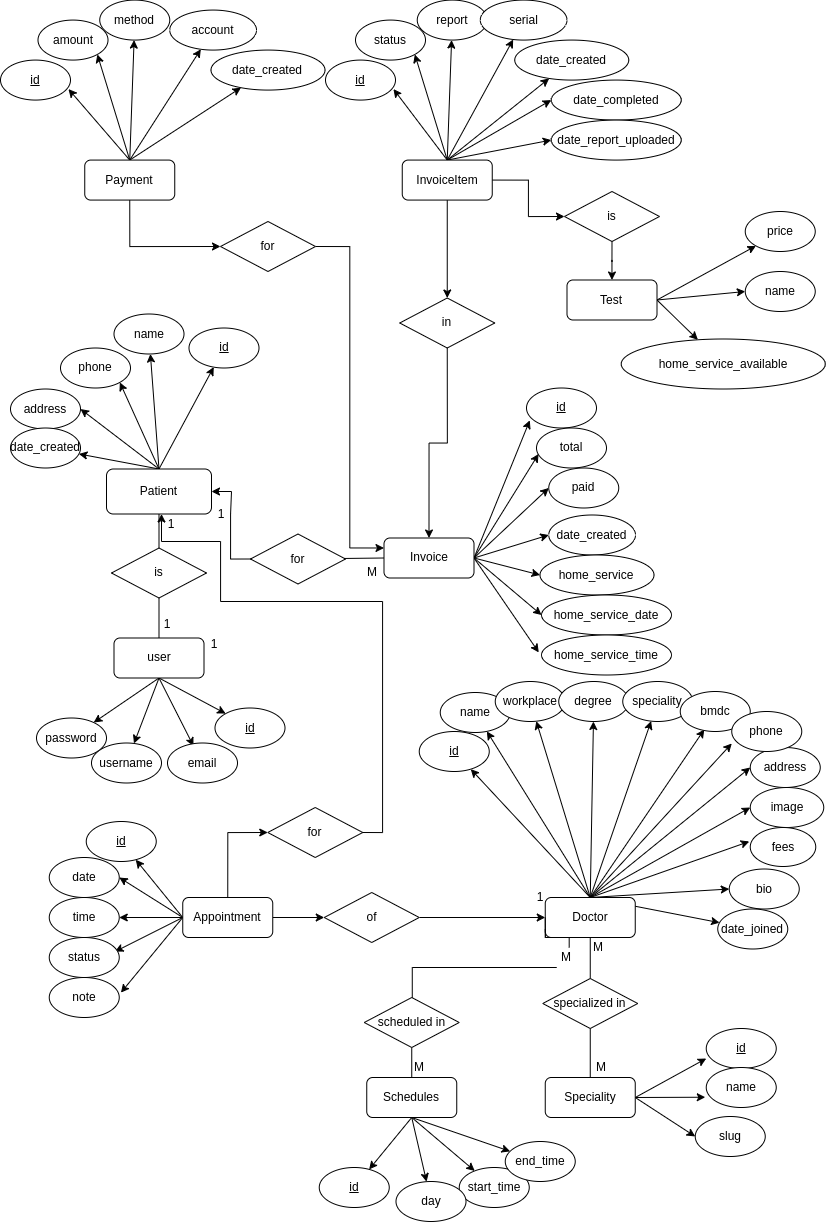 method
report
serial
account
amount
status
date_created
date_created
id
id
date_completed
date_report_uploaded
Payment
InvoiceItem
is
price
for
name
Test
in
name
id
phone
home_service_available
address
id
date_created
total
Patient
paid
1
1
date_created
Invoice
for
M
is
home_service
home_service_date
1
1
user
home_service_time
name
workplace
degree
speciality
bmdc
id
password
phone
id
username
email
address
image
for
id
fees
date
bio
1
Appointment
time
of
Doctor
date_joined
status
M
M
note
scheduled in
specialized in
id
M
M
name
Schedules
Speciality
slug
end_time
id
start_time
day